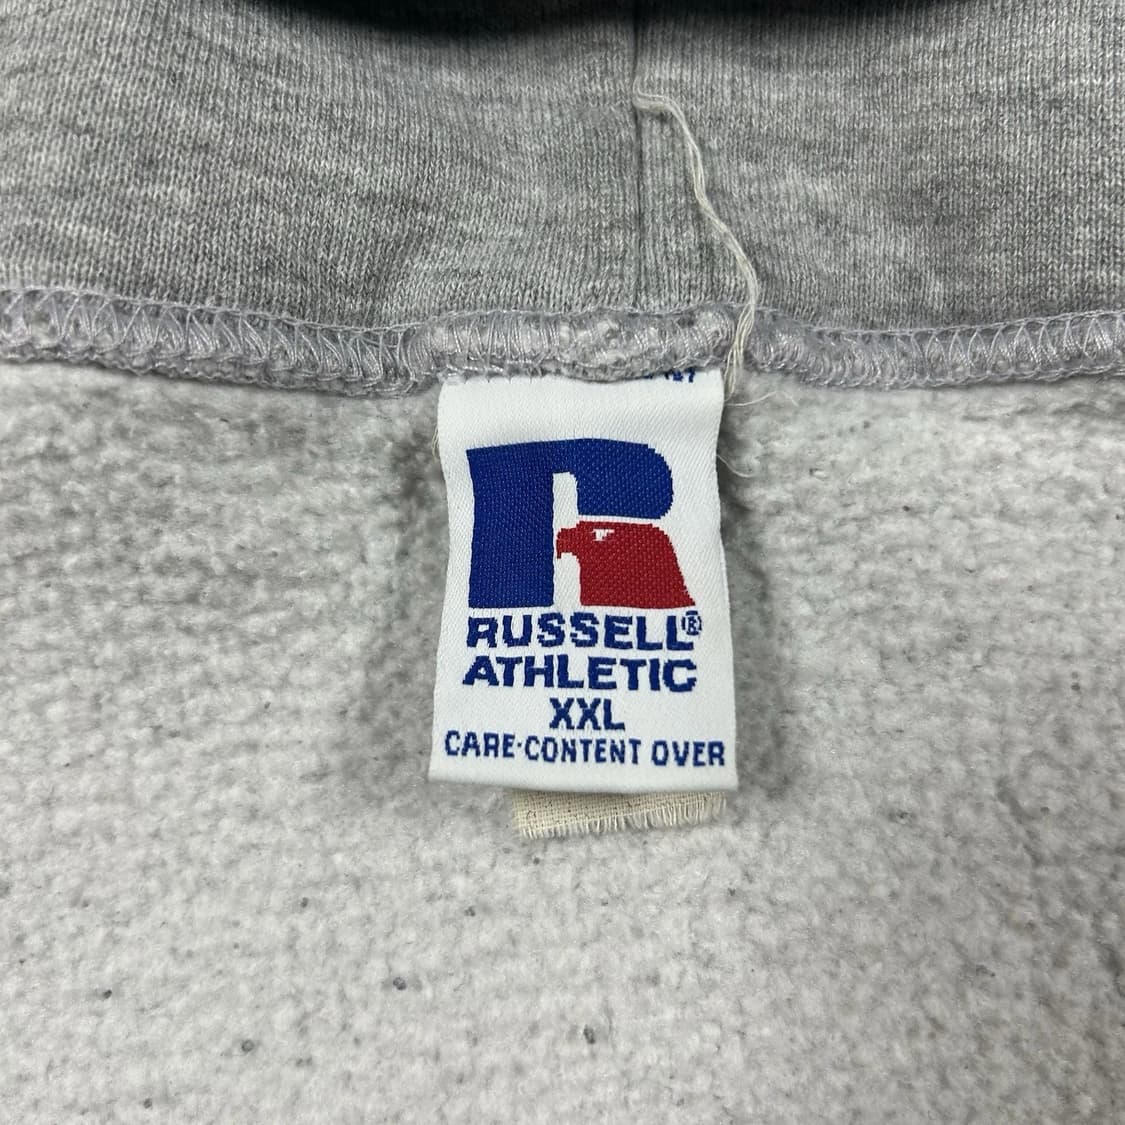 RUSSELL®
ATHLETIC
XXL
CARE·CONTENT OVER